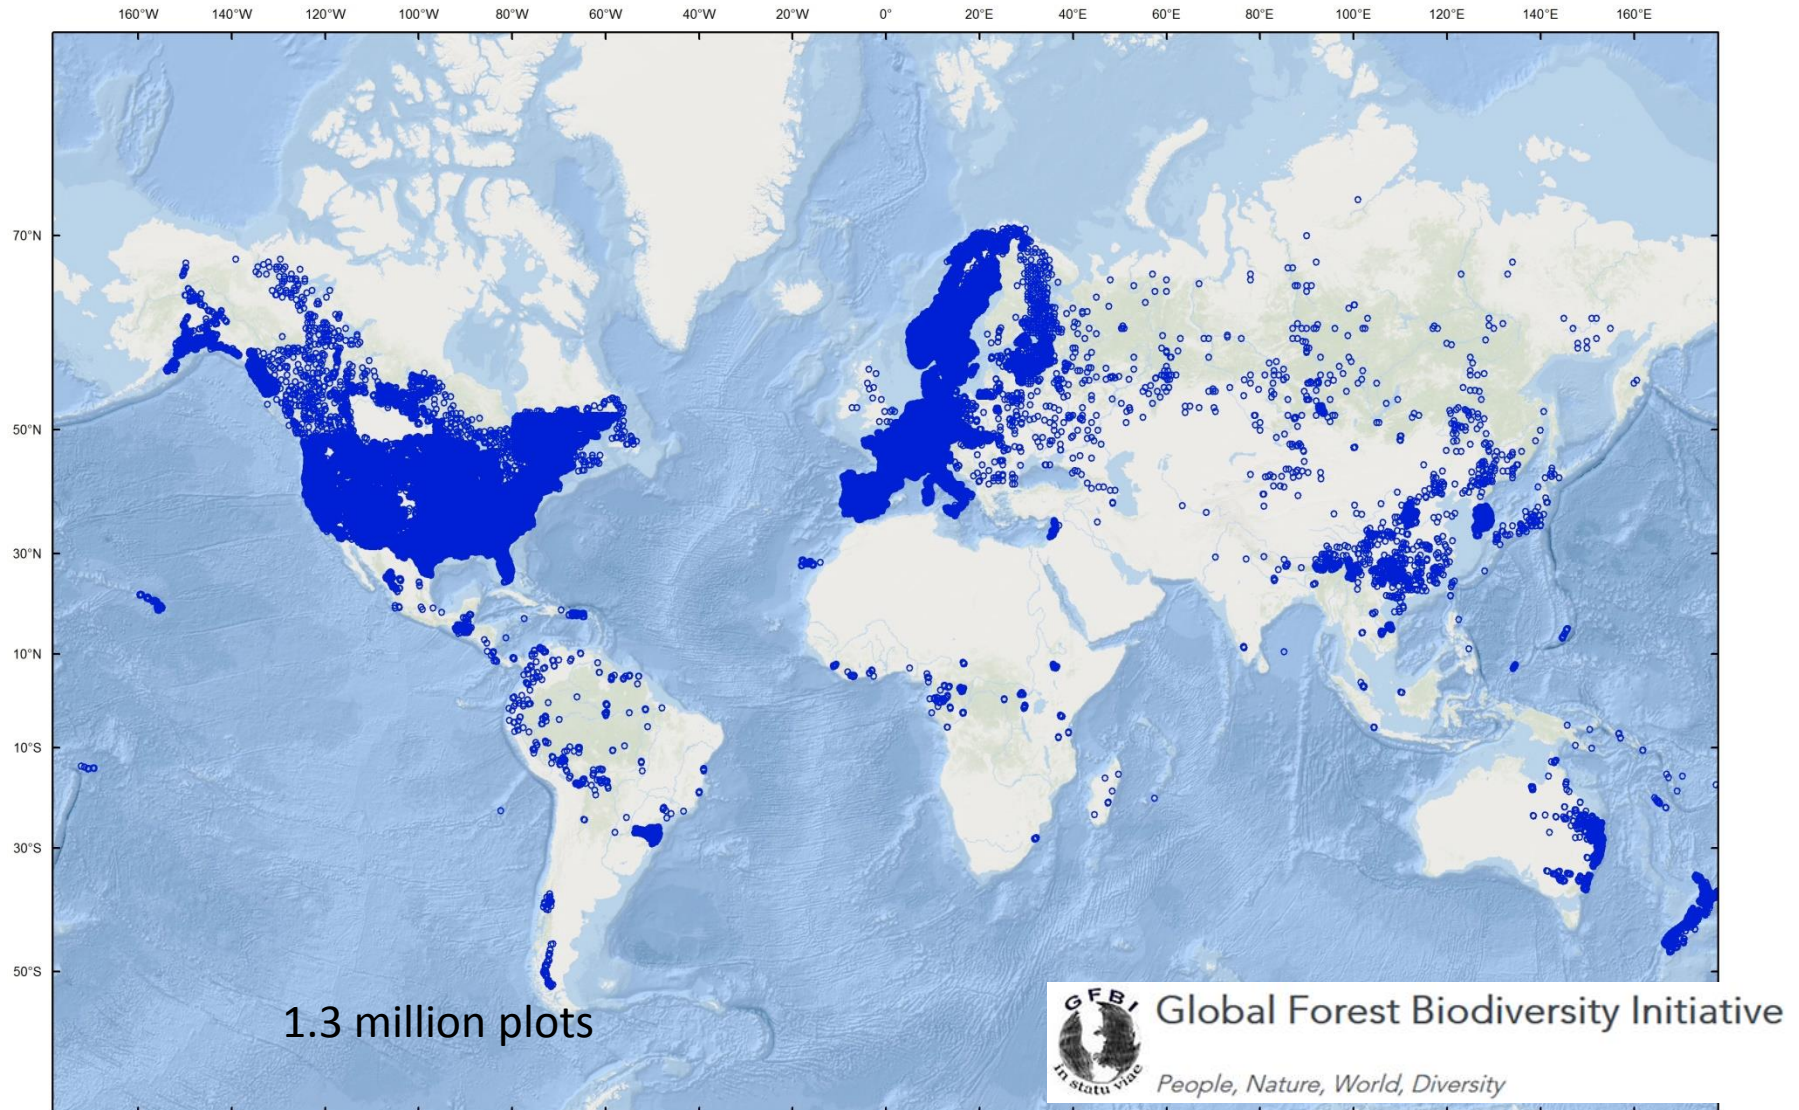 160°W 140°W 120°W 100°W 80°W 60°W 40°W 20°W 0° 20°E 40°E 60°E 80°E 100°E 120°E 140°E 160°E
70°N
50°N
30°N
10°N
10°S
30°S
50°S
1.3 million plots
GFBI
in statu viae
Global Forest Biodiversity Initiative
People, Nature, World, Diversity